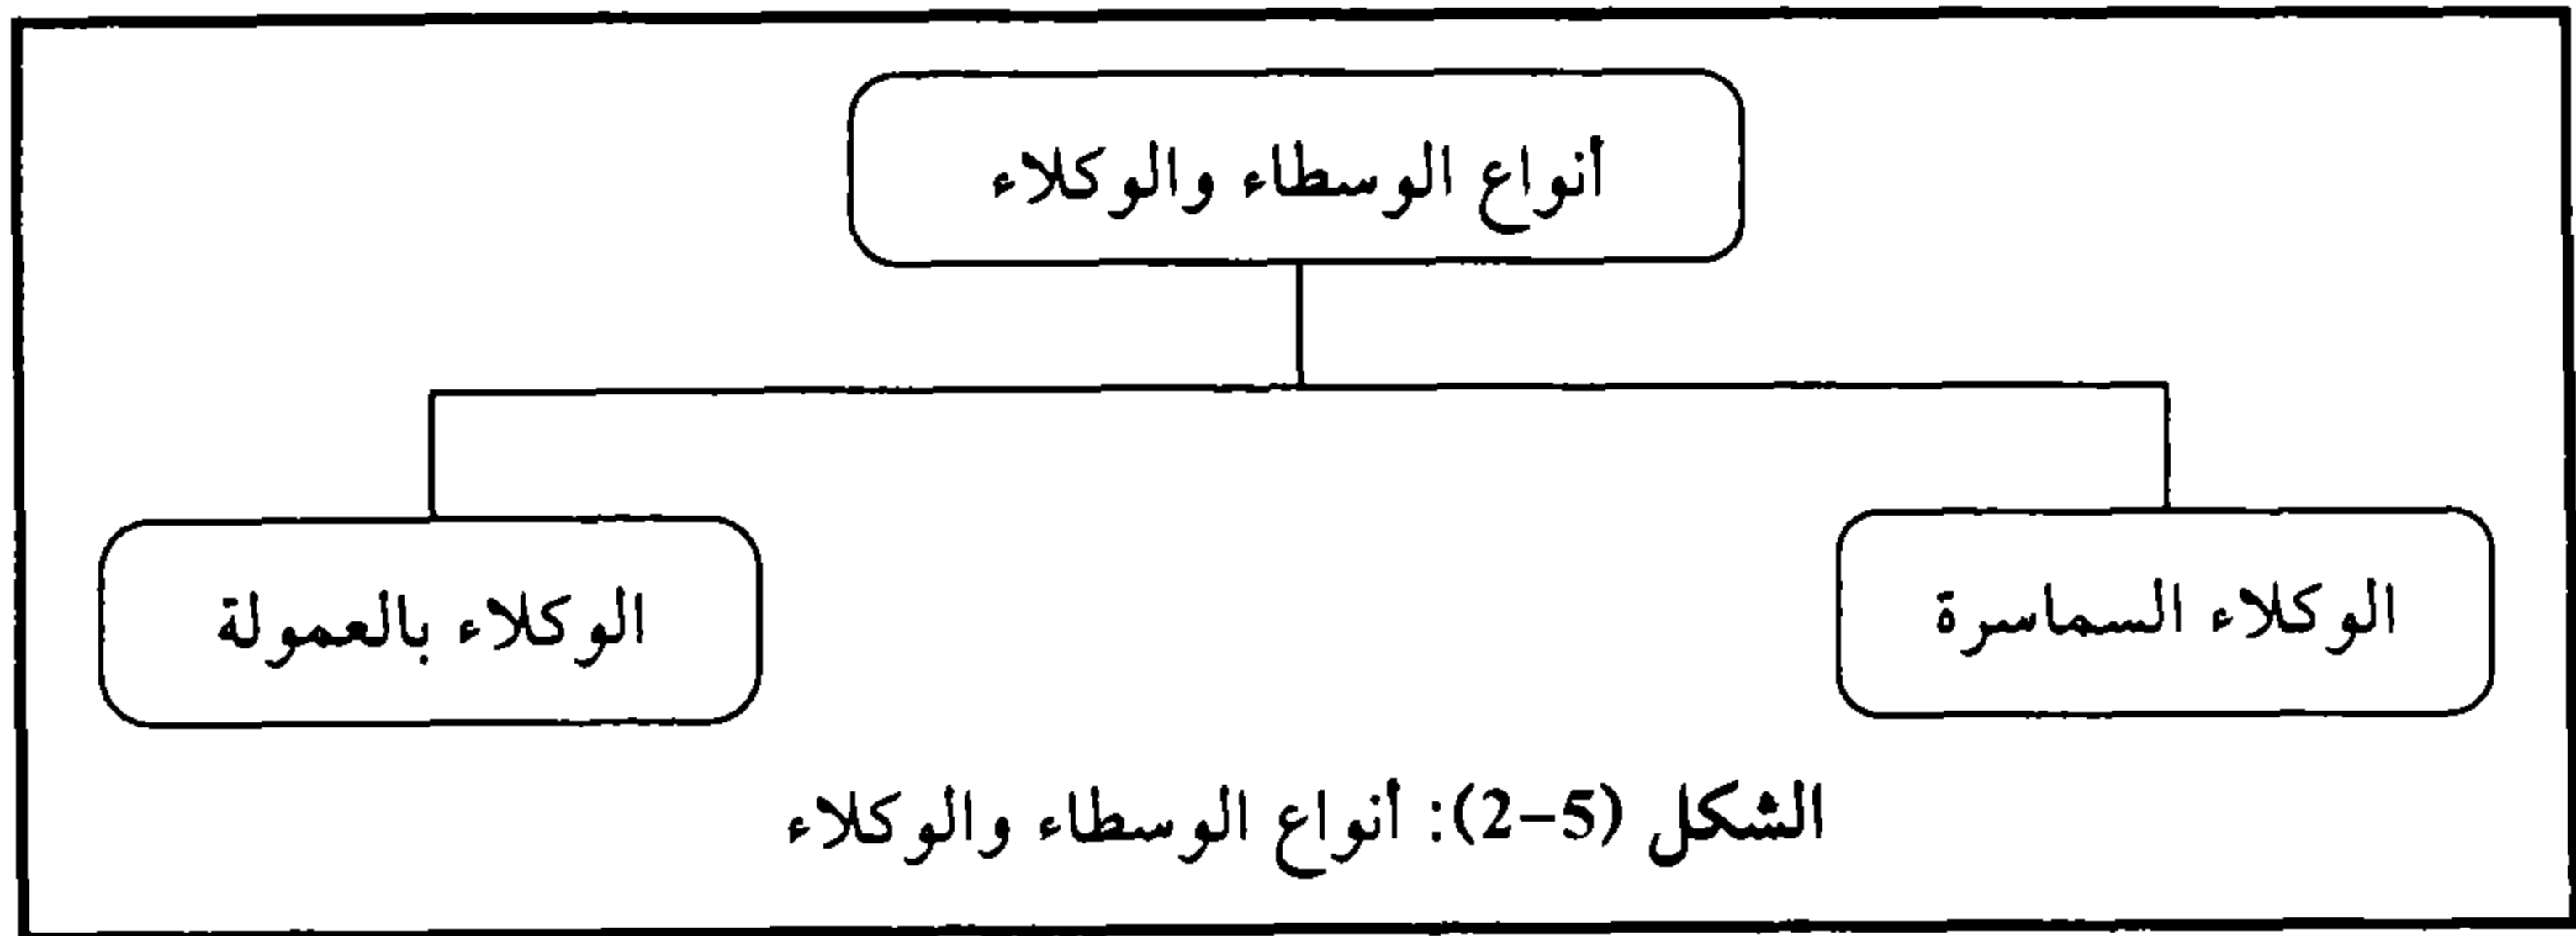 أنواع الوسطاء والوكلاء
الوكلاء السماسرة
الوكلاء بالعمولة
الشكل (5-2): أنواع الوسطاء والوكلاء